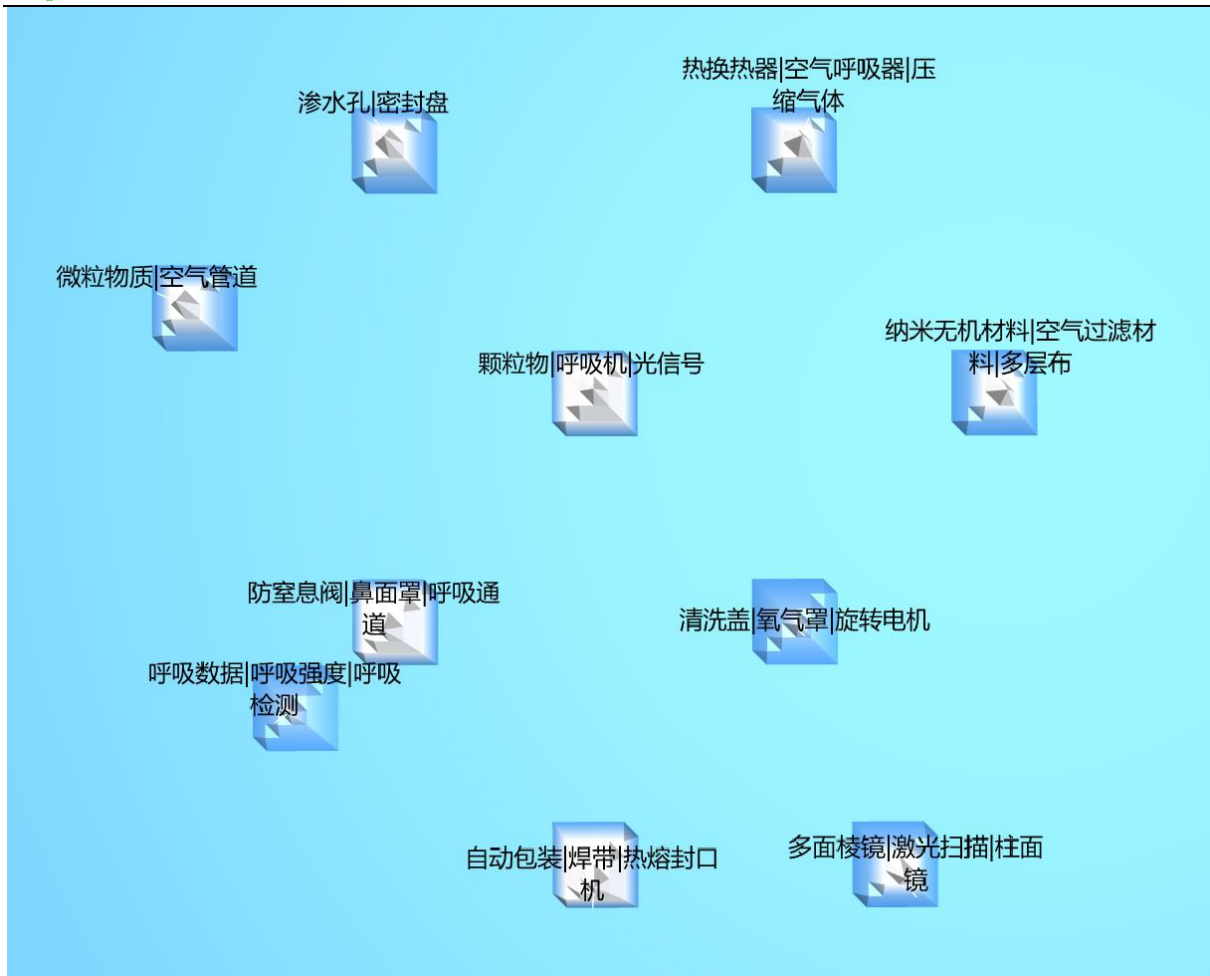 热换热器|空气呼吸器|压
缩气体
渗水孔|密封盘
微粒物质|空气管道
纳米无机材料|空气过滤材
料|多层布
颗粒物|呼吸机|光信号
防窒息阀|鼻面罩|呼吸通
道
清洗盖|氧气罩|旋转电机
呼吸数据|呼吸强度|呼吸
检测
自动包装|焊带|热熔封口
机
多面棱镜|激光扫描|柱面
镜